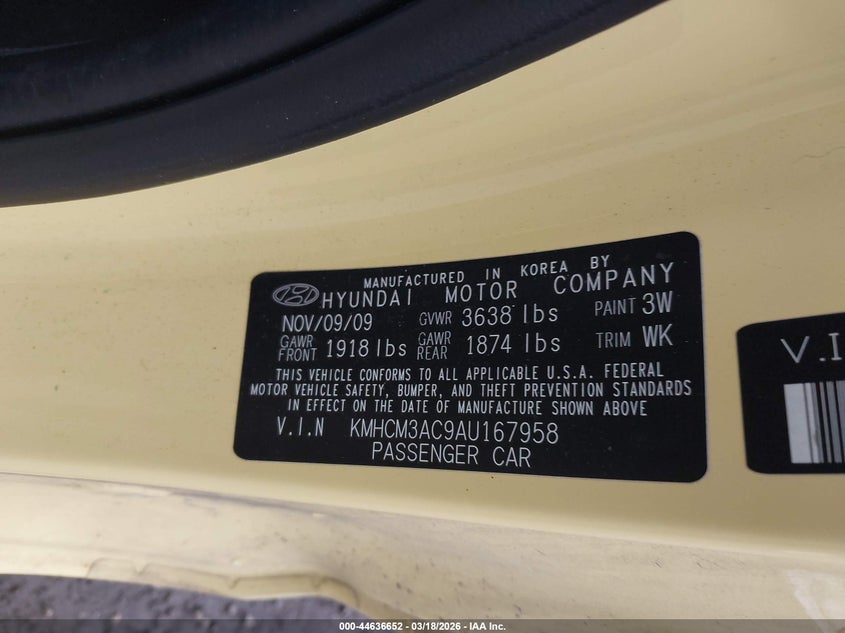 MANUFACTURED IN KOREA BY
HYUNDAI MOTOR COMPANY
NOV/09/09 GVWR 3638 lbs PAINT 3W
GAWR FRONT 1918 lbs GAWR REAR 1874 lbs TRIM WK
THIS VEHICLE CONFORMS TO ALL APPLICABLE U.S.A. FEDERAL
MOTOR VEHICLE SAFETY, BUMPER, AND THEFT PREVENTION STANDARDS
IN EFFECT ON THE DATE OF MANUFACTURE SHOWN ABOVE
V.I.N KMHCM3AC9AU167958
PASSENGER CAR
V.I
000-44636652 | 03/18/2026 | IAA Inc.